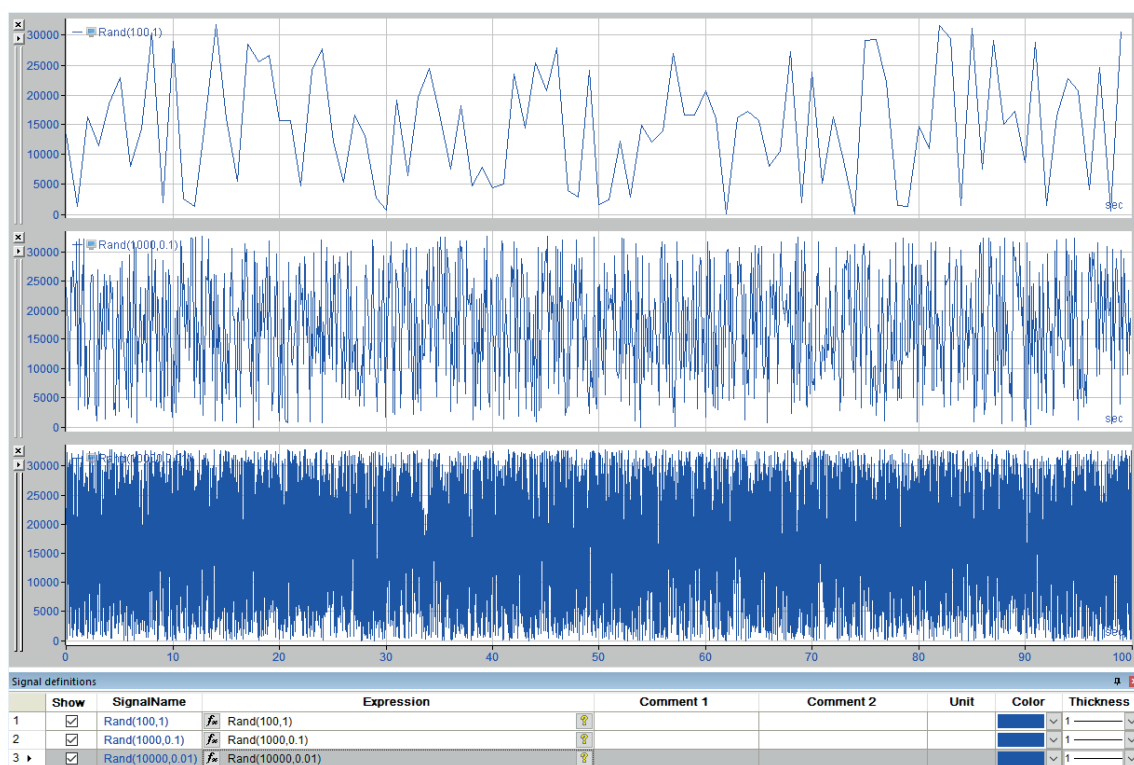 Rand(100,1)
30000
25000
20000
15000
10000
5000
0
sec
Rand(1000,0.1)
30000
25000
20000
15000
10000
5000
0
sec
30000
25000
20000
15000
10000
5000
0
sec
0 10 20 30 40 50 60 70 80 90 100
Signal definitions
Show SignalName Expression Comment 1 Comment 2 Unit Color Thickness
1 Rand(100,1) fx Rand(100,1) ? 1
2 Rand(1000,0.1) fx Rand(1000,0.1) ? 1
3 Rand(10000,0.01) fx Rand(10000,0.01) ? 1